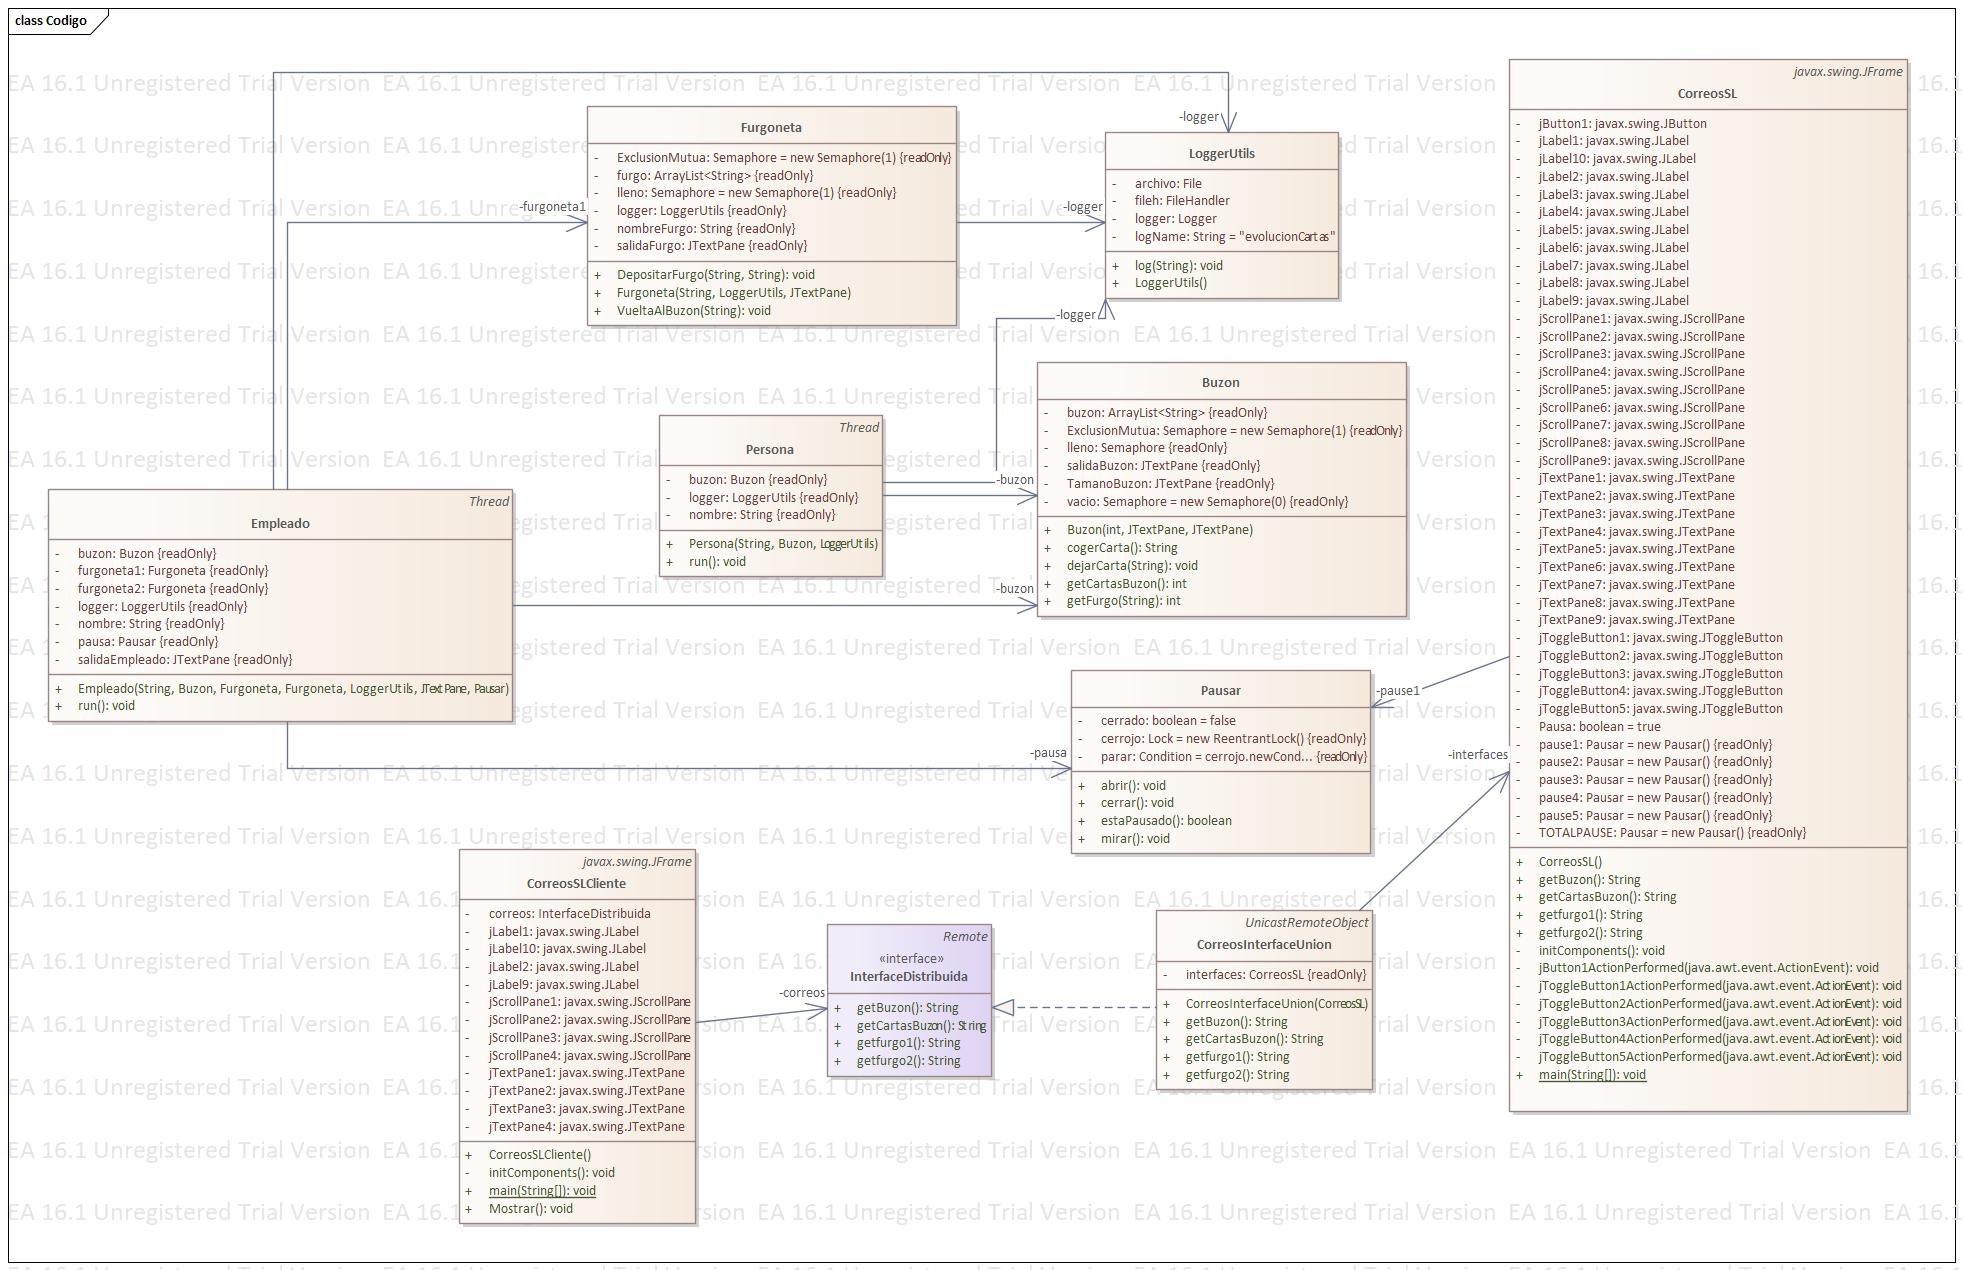 class Codigo
EA 16.1 Unregistered Trial Version
-logger
Furgoneta
- ExclusionMutua: Semaphore = new Semaphore(1) {readOnly}
- furgo: ArrayList<String> {readOnly}
- lleno: Semaphore = new Semaphore(1) {readOnly}
- logger: LoggerUtils {readOnly}
- nombreFurgo: String {readOnly}
- salidaFurgo: JTextPane {readOnly}
+ DepositarFurgo(String, String): void
+ Furgoneta(String, LoggerUtils, JTextPane)
+ VueltaAlBuzon(String): void
-furgoneta1
-logger
LoggerUtils
- archivo: File
- fileh: FileHandler
- logger: Logger
- logName: String = "evolucionCartas"
+ log(String): void
+ LoggerUtils()
-logger
Thread
Persona
- buzon: Buzon {readOnly}
- logger: LoggerUtils {readOnly}
- nombre: String {readOnly}
+ Persona(String, Buzon, LoggerUtils)
+ run(): void
-buzon
Buzon
- buzon: ArrayList<String> {readOnly}
- ExclusionMutua: Semaphore = new Semaphore(1) {readOnly}
- lleno: Semaphore {readOnly}
- salidaBuzon: JTextPane {readOnly}
- TamanoBuzon: JTextPane {readOnly}
- vacio: Semaphore = new Semaphore(0) {readOnly}
+ Buzon(int, JTextPane, JTextPane)
+ cogerCarta(): String
+ dejarCarta(String): void
+ getCartasBuzon(): int
+ getFurgo(String): int
-buzon
Thread
Empleado
- buzon: Buzon {readOnly}
- furgoneta1: Furgoneta {readOnly}
- furgoneta2: Furgoneta {readOnly}
- logger: LoggerUtils {readOnly}
- nombre: String {readOnly}
- pausa: Pausar {readOnly}
- salidaEmpleado: JTextPane {readOnly}
+ Empleado(String, Buzon, Furgoneta, Furgoneta, LoggerUtils, JTextPane, Pausar)
+ run(): void
-pausa
Pausar
- cerrado: boolean = false
- cerrojo: Lock = new ReentrantLock() {readOnly}
- parar: Condition = cerrojo.newCond... {readOnly}
+ abrir(): void
+ cerrar(): void
+ estaPausado(): boolean
+ mirar(): void
-pause1
-interfaces
javax.swing.JFrame
CorreosSL
- jButton1: javax.swing.JButton
- jLabel1: javax.swing.JLabel
- jLabel10: javax.swing.JLabel
- jLabel2: javax.swing.JLabel
- jLabel3: javax.swing.JLabel
- jLabel4: javax.swing.JLabel
- jLabel5: javax.swing.JLabel
- jLabel6: javax.swing.JLabel
- jLabel7: javax.swing.JLabel
- jLabel8: javax.swing.JLabel
- jLabel9: javax.swing.JLabel
- jScrollPane1: javax.swing.JScrollPane
- jScrollPane2: javax.swing.JScrollPane
- jScrollPane3: javax.swing.JScrollPane
- jScrollPane4: javax.swing.JScrollPane
- jScrollPane5: javax.swing.JScrollPane
- jScrollPane6: javax.swing.JScrollPane
- jScrollPane7: javax.swing.JScrollPane
- jScrollPane8: javax.swing.JScrollPane
- jScrollPane9: javax.swing.JScrollPane
- jTextPane1: javax.swing.JTextPane
- jTextPane2: javax.swing.JTextPane
- jTextPane3: javax.swing.JTextPane
- jTextPane4: javax.swing.JTextPane
- jTextPane5: javax.swing.JTextPane
- jTextPane6: javax.swing.JTextPane
- jTextPane7: javax.swing.JTextPane
- jTextPane8: javax.swing.JTextPane
- jTextPane9: javax.swing.JTextPane
- jToggleButton1: javax.swing.JToggleButton
- jToggleButton2: javax.swing.JToggleButton
- jToggleButton3: javax.swing.JToggleButton
- jToggleButton4: javax.swing.JToggleButton
- jToggleButton5: javax.swing.JToggleButton
- Pausa: boolean = true
- pause1: Pausar = new Pausar() {readOnly}
- pause2: Pausar = new Pausar() {readOnly}
- pause3: Pausar = new Pausar() {readOnly}
- pause4: Pausar = new Pausar() {readOnly}
- pause5: Pausar = new Pausar() {readOnly}
- TOTALPAUSE: Pausar = new Pausar() {readOnly}
+ CorreosSL()
+ getBuzon(): String
+ getCartasBuzon(): String
+ getfurgo1(): String
+ getfurgo2(): String
- initComponents(): void
- jButton1ActionPerformed(java.awt.event.ActionEvent): void
- jToggleButton1ActionPerformed(java.awt.event.ActionEvent): void
- jToggleButton2ActionPerformed(java.awt.event.ActionEvent): void
- jToggleButton3ActionPerformed(java.awt.event.ActionEvent): void
- jToggleButton4ActionPerformed(java.awt.event.ActionEvent): void
- jToggleButton5ActionPerformed(java.awt.event.ActionEvent): void
+ main(String[]): void
javax.swing.JFrame
CorreosSLCliente
- correos: InterfaceDistribuida
- jLabel1: javax.swing.JLabel
- jLabel10: javax.swing.JLabel
- jLabel2: javax.swing.JLabel
- jLabel9: javax.swing.JLabel
- jScrollPane1: javax.swing.JScrollPane
- jScrollPane2: javax.swing.JScrollPane
- jScrollPane3: javax.swing.JScrollPane
- jScrollPane4: javax.swing.JScrollPane
- jTextPane1: javax.swing.JTextPane
- jTextPane2: javax.swing.JTextPane
- jTextPane3: javax.swing.JTextPane
- jTextPane4: javax.swing.JTextPane
+ CorreosSLCliente()
- initComponents(): void
+ main(String[]): void
+ Mostrar(): void
-correos
Remote
«interface»
InterfaceDistribuida
+ getBuzon(): String
+ getCartasBuzon(): String
+ getfurgo1(): String
+ getfurgo2(): String
UnicastRemoteObject
CorreosInterfaceUnion
- interfaces: CorreosSL {readOnly}
+ CorreosInterfaceUnion(CorreosSL)
+ getBuzon(): String
+ getCartasBuzon(): String
+ getfurgo1(): String
+ getfurgo2(): String